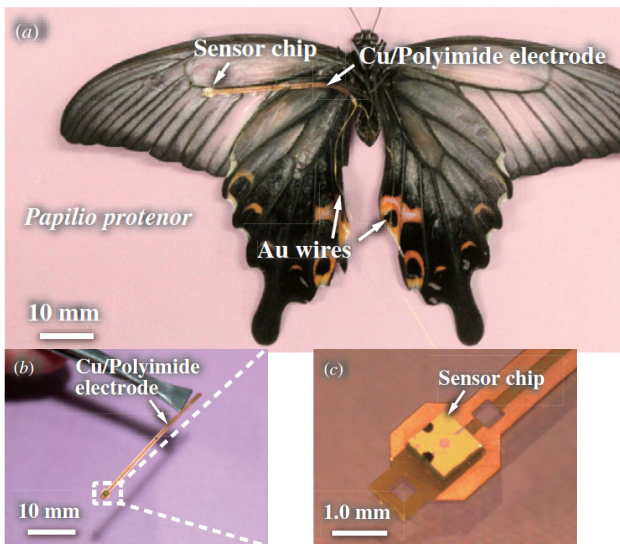 (a)
Sensor chip
Cu/Polyimide electrode
Papilio protenor
Au wires
10 mm
(b)
Cu/Polyimide
electrode
10 mm
(c)
Sensor chip
1.0 mm